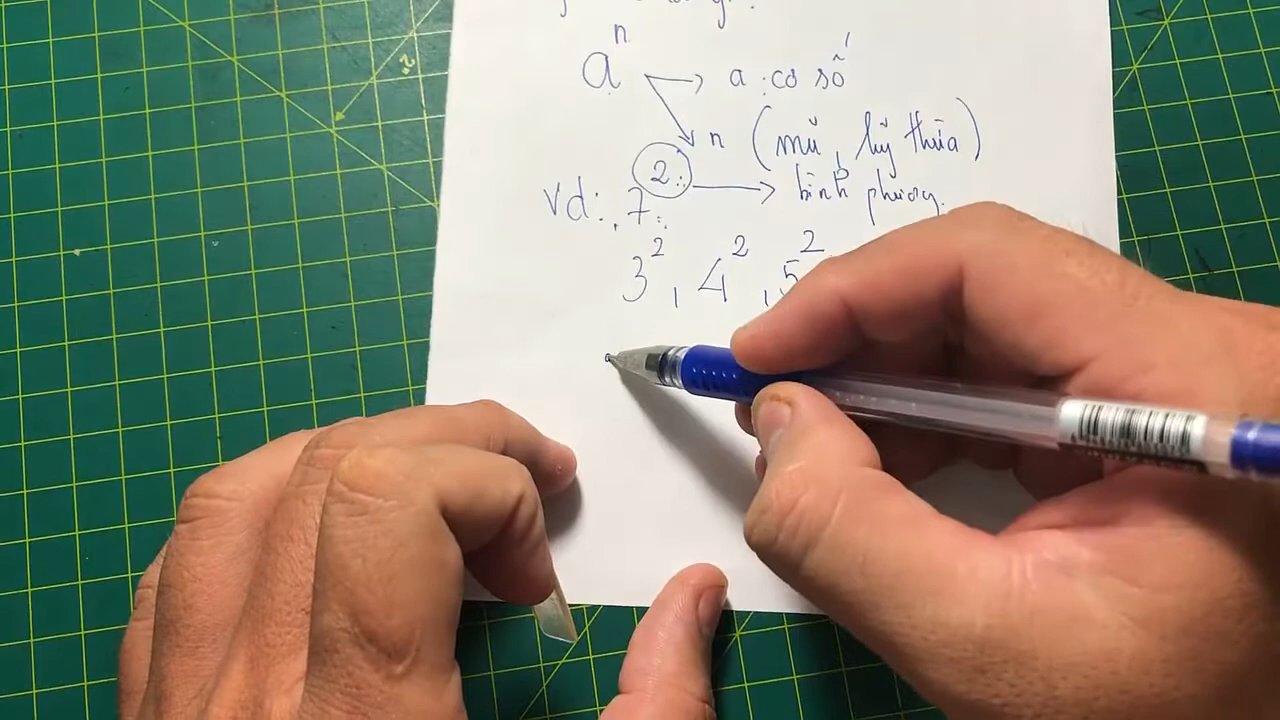 aⁿ → a : cơ số
n (mũ, lũy thừa)
Vd: 7² → bình phương
3², 4², 5²